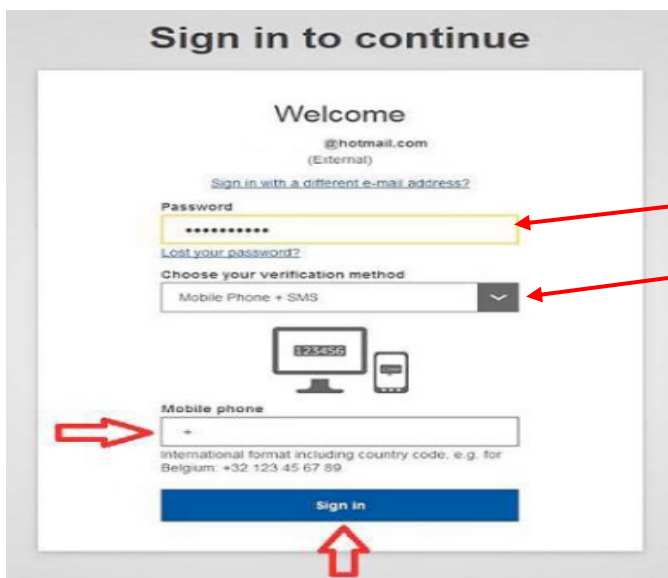 Sign in to continue
Welcome
@hotmail.com
(External)
Sign in with a different e-mail address?
Password
••••••••••
Lost your password?
Choose your verification method
Mobile Phone + SMS
123456
Mobile phone
+
International format including country code, e.g. for
Belgium: +32 123 45 67 89
Sign in